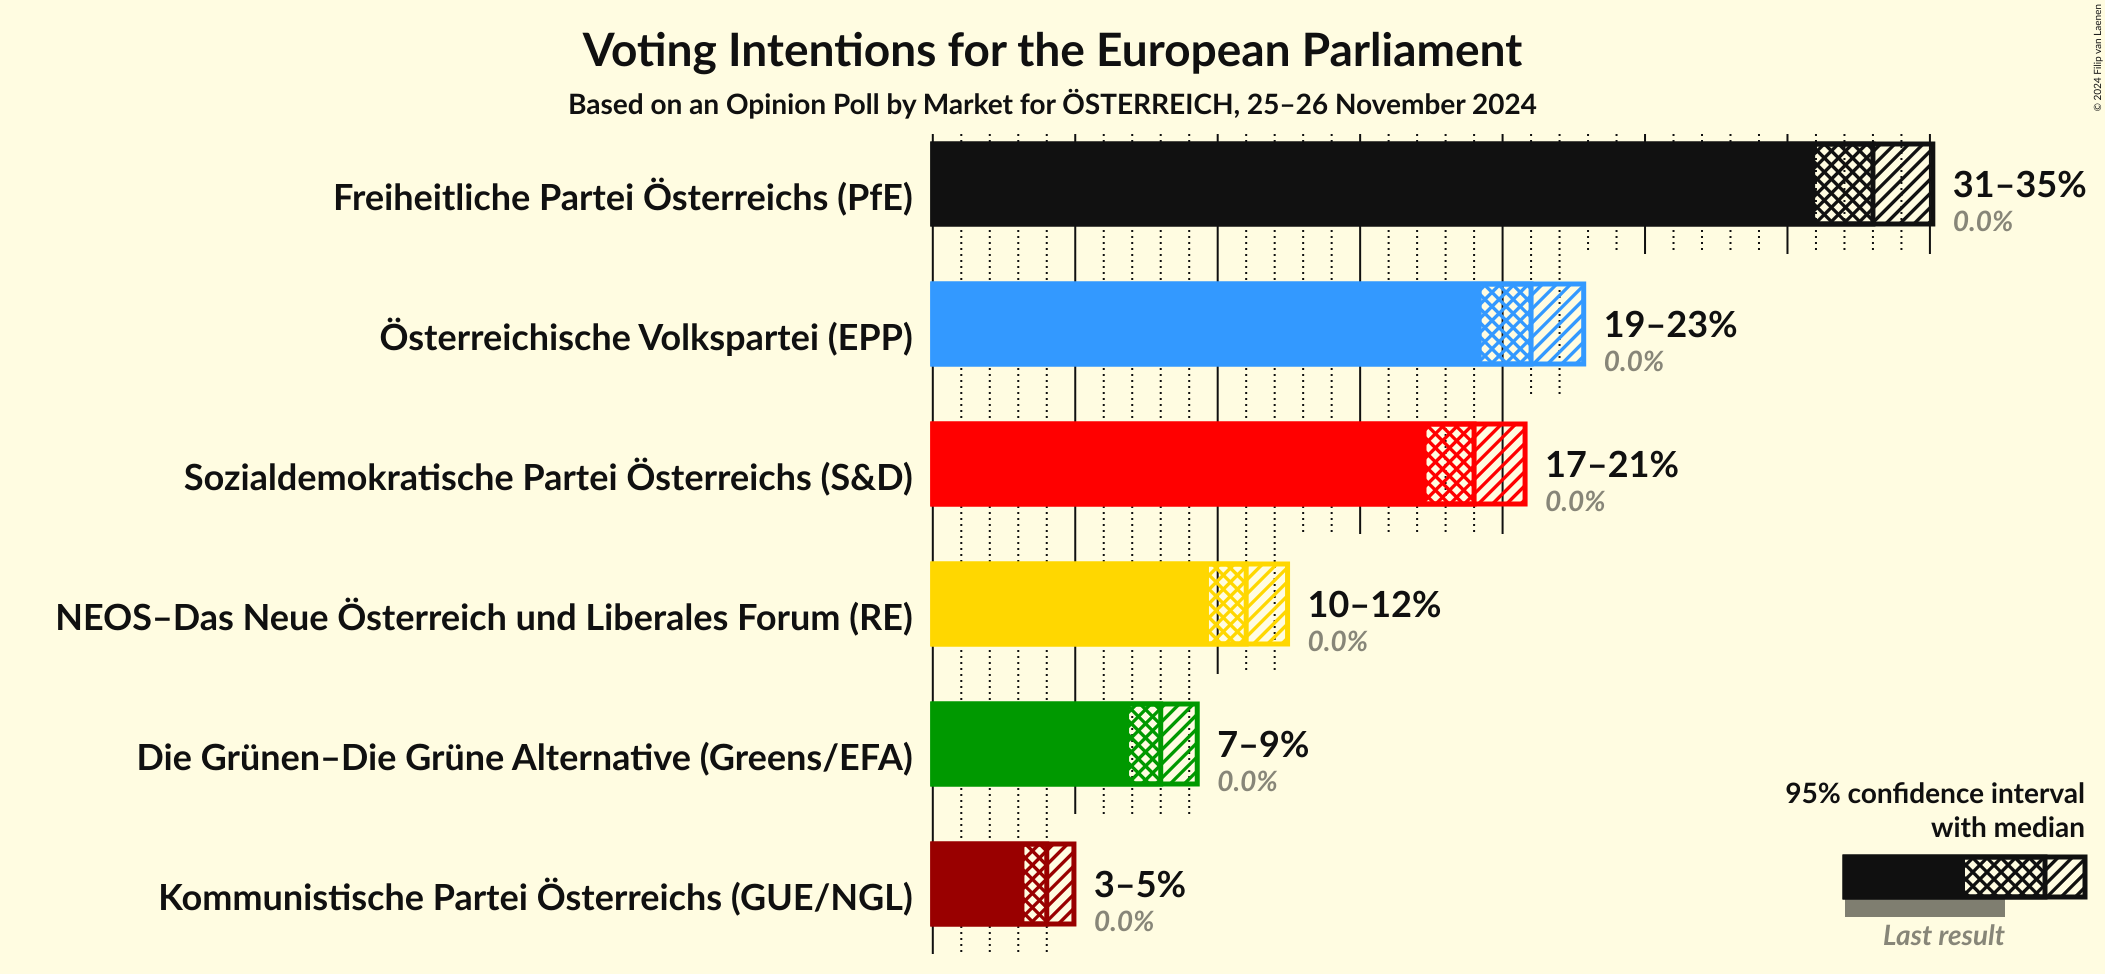 Voting Intentions for the European Parliament
Based on an Opinion Poll by Market for ÖSTERREICH, 25–26 November 2024
© 2024 Filip van Laenen
Freiheitliche Partei Österreichs (PfE)
31–35%
0.0%
Österreichische Volkspartei (EPP)
19–23%
0.0%
Sozialdemokratische Partei Österreichs (S&D)
17–21%
0.0%
NEOS–Das Neue Österreich und Liberales Forum (RE)
10–12%
0.0%
Die Grünen–Die Grüne Alternative (Greens/EFA)
7–9%
0.0%
Kommunistische Partei Österreichs (GUE/NGL)
3–5%
0.0%
95% confidence interval
with median
Last result